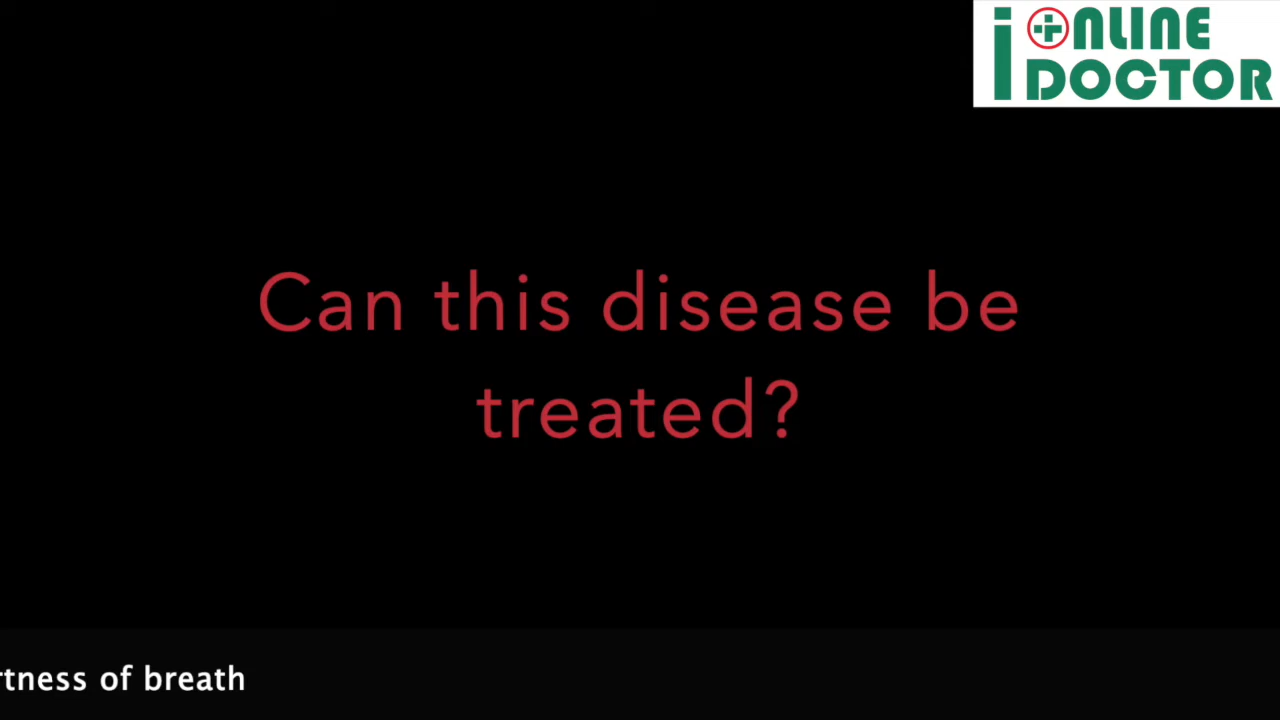 i ONLINE
DOCTOR
Can this disease be
treated?
rtness of breath